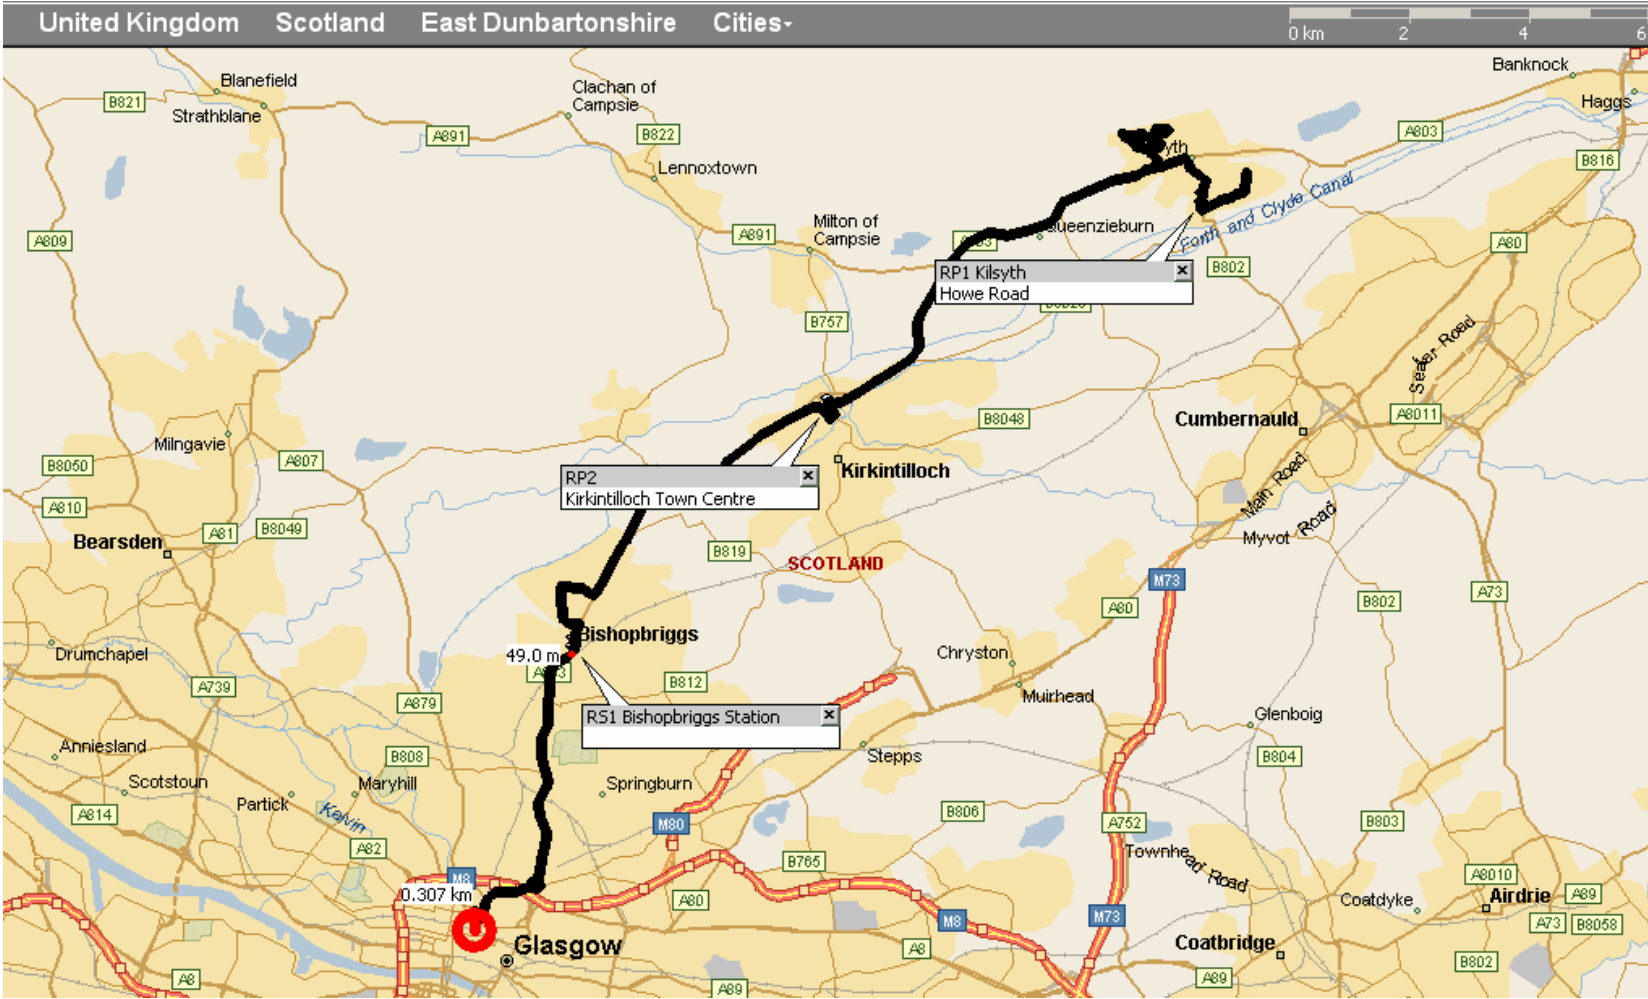 United Kingdom Scotland East Dunbartonshire Cities
0 km 2 4 6
Banknock
Blanefield
B821
Strathblane
Clachan of
Campsie
Haggs
A891
B822
A803
yth
B816
Lennoxtown
Forth and Clyde Canal
A809
A891
Milton of
Campsie
Queenzieburn
A80
B802
RP1 Kilsyth
Howe Road
B757
Sealar Road
Milngavie
B8048
Cumbernauld
A8011
B8050
A807
Kirkintilloch
RP2
Kirkintilloch Town Centre
Main Road
A810
A81
B8049
Bearsden
Myvot Road
B819
SCOTLAND
M73
A73
B802
A80
Bishopbriggs
49.0 m
Drumchapel
Chryston
A739
B812
Muirhead
A879
RS1 Bishopbriggs Station
Glenboig
Anniesland
B808
Stepps
B804
Scotstoun
Maryhill
Springburn
Partick
Kelvin
A814
M80
B806
A752
B803
A82
Townhead Road
B765
M8
0.307 km
A80
A8010
Airdrie
A89
Coatdyke
M8
M73
A73
B8058
Glasgow
A8
Coatbridge
B802
A8
A89
A89